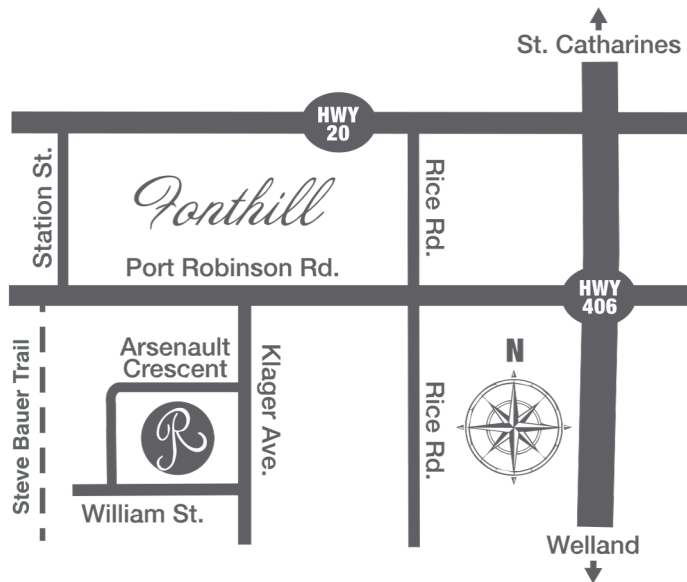 St. Catharines
HWY
20
Station St.
Fonthill
Rice Rd.
Port Robinson Rd.
HWY
406
Steve Bauer Trail
Arsenault
Crescent
Klager Ave.
Rice Rd.
N
R
William St.
Welland